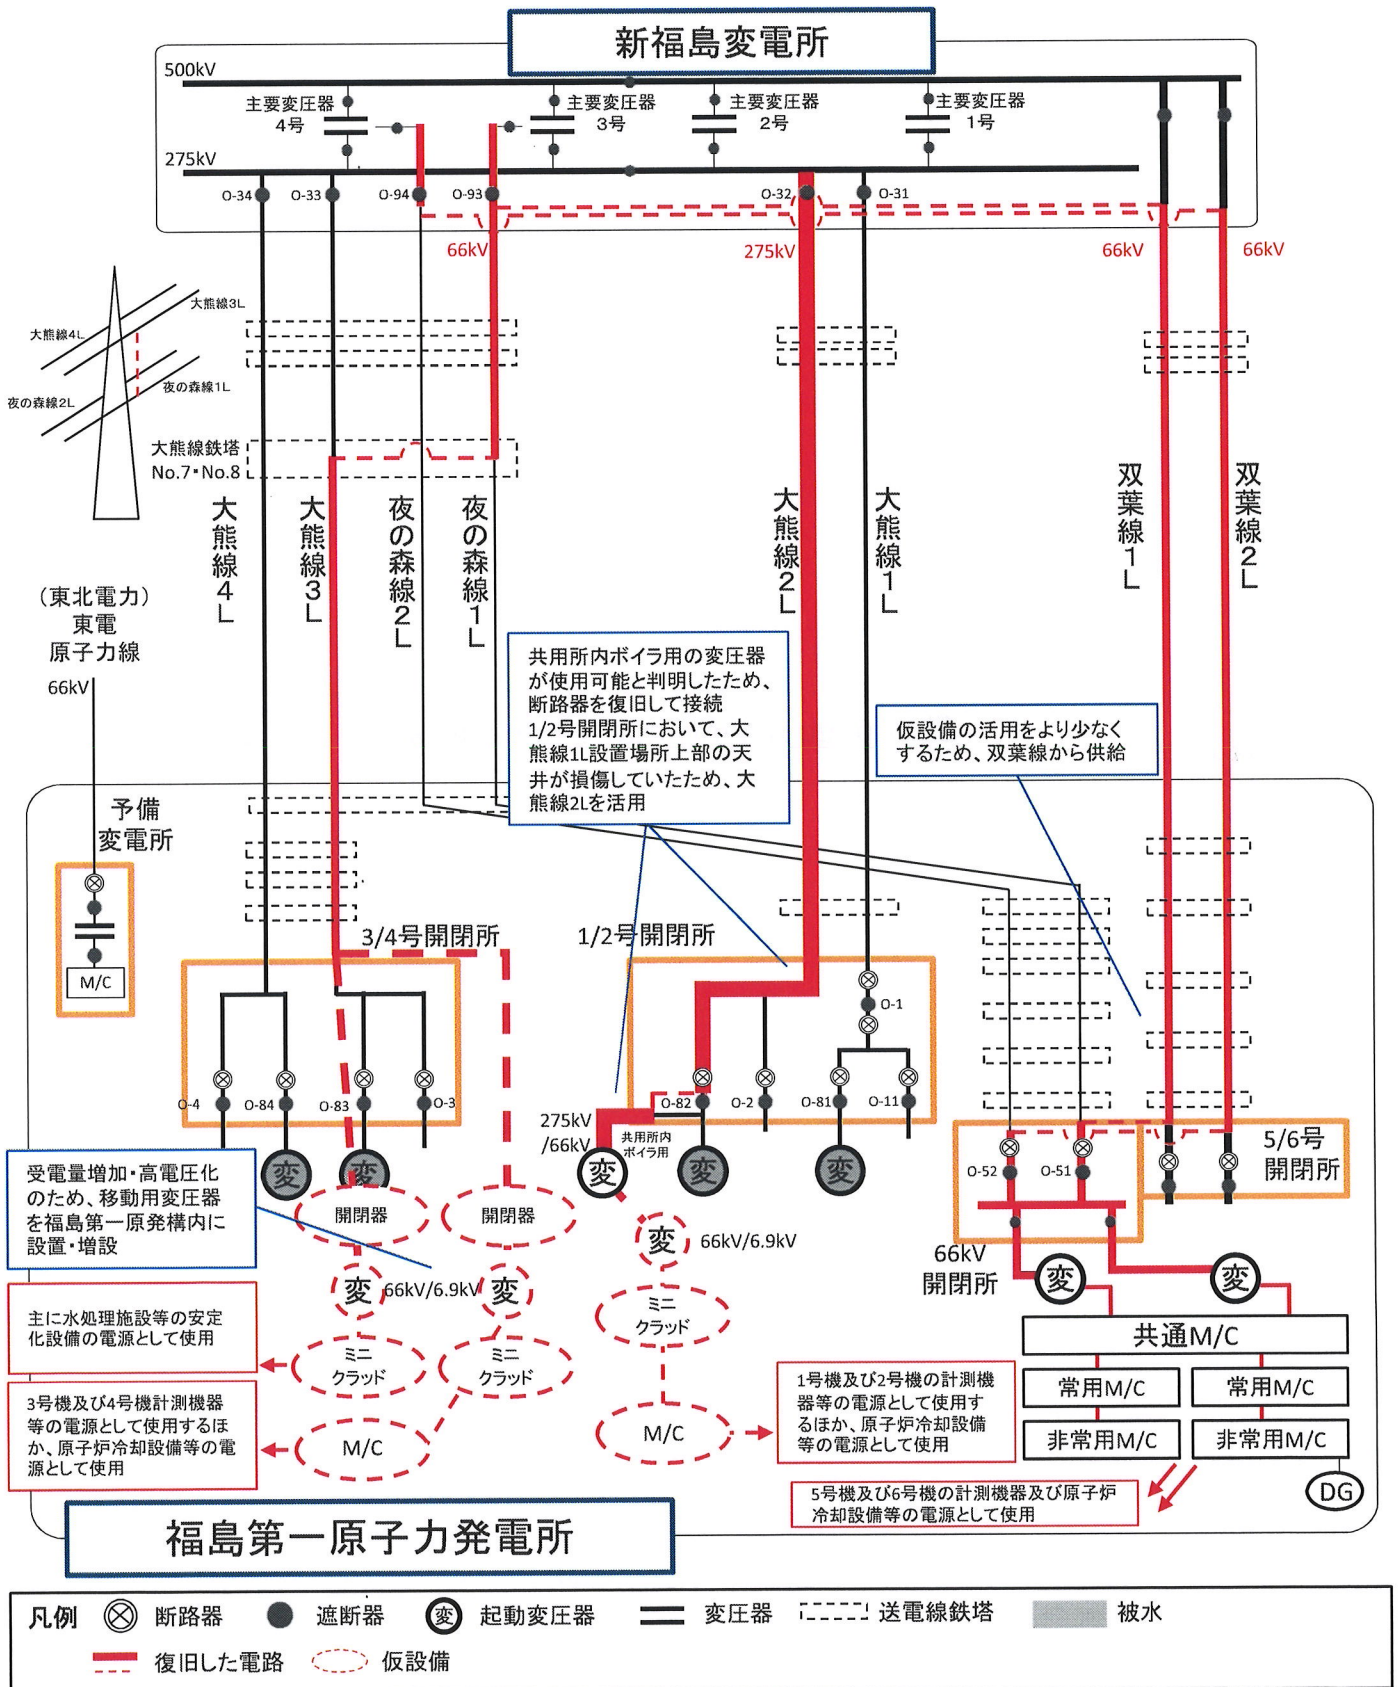 新福島変電所
500kV
主要変圧器
4号
主要変圧器
3号
主要変圧器
2号
主要変圧器
1号
275kV
O-34
O-33
O-94
O-93
O-32
O-31
66kV
275kV
66kV
66kV
大熊線3L
大熊線4L
夜の森線1L
夜の森線2L
大熊線鉄塔
No.7・No.8
大熊線4L
大熊線3L
夜の森線2L
夜の森線1L
大熊線2L
大熊線1L
双葉線1L
双葉線2L
(東北電力)
東電
原子力線
66kV
共用所内ボイラ用の変圧器
が使用可能と判明したため、
断路器を復旧して接続
1/2号開閉所において、大
熊線1L設置場所上部の天
井が損傷していたため、大
熊線2Lを活用
仮設備の活用をより少なく
するため、双葉線から供給
予備
変電所
M/C
3/4号開閉所
1/2号開閉所
O-1
O-4
O-84
O-83
O-3
O-82
O-2
O-81
O-11
275kV
/66kV
共用所内
ボイラ用
変
変
変
変
変
O-52
O-51
5/6号
開閉所
受電量増加・高電圧化
のため、移動用変圧器
を福島第一原発構内に
設置・増設
開閉器
開閉器
変
66kV/6.9kV
66kV
開閉所
変
66kV/6.9kV
変
変
変
主に水処理施設等の安定
化設備の電源として使用
ミニ
クラッド
ミニ
クラッド
ミニ
クラッド
共通M/C
常用M/C
常用M/C
非常用M/C
非常用M/C
3号機及び4号機計測機器
等の電源として使用するほ
か、原子炉冷却設備等の電
源として使用
M/C
M/C
1号機及び2号機の計測機
器等の電源として使用す
るほか、原子炉冷却設備
等の電源として使用
5号機及び6号機の計測機器及び原子炉
冷却設備等の電源として使用
DG
福島第一原子力発電所
凡例
断路器
遮断器
変
起動変圧器
変圧器
送電線鉄塔
被水
復旧した電路
仮設備